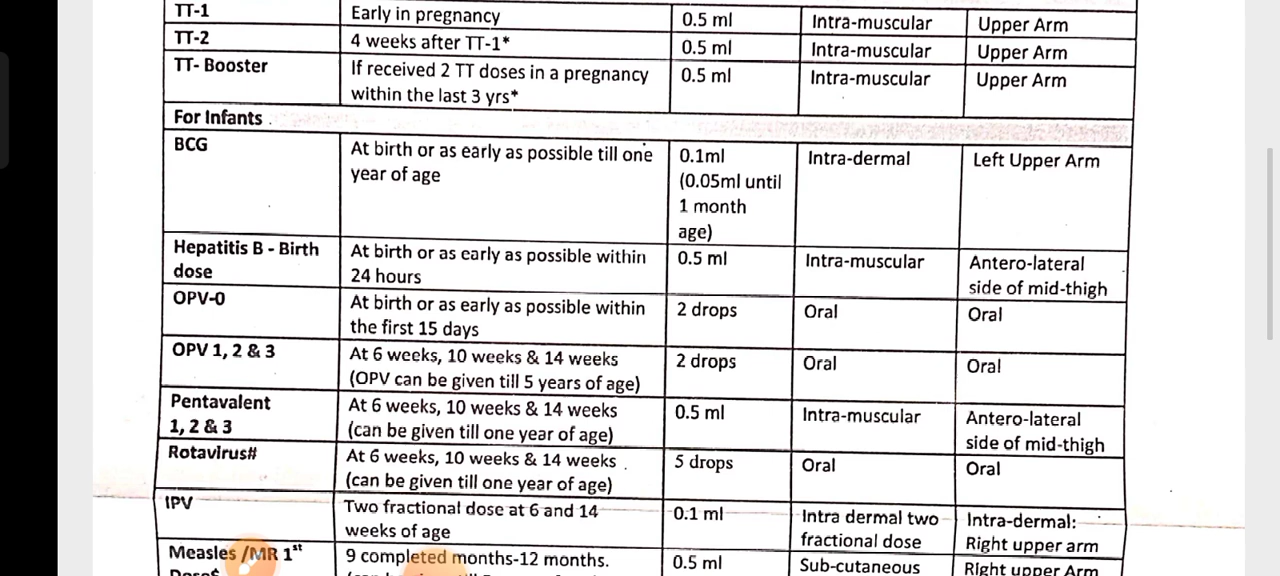 TT-1 Early in pregnancy 0.5 ml Intra-muscular Upper Arm
TT-2 4 weeks after TT-1* 0.5 ml Intra-muscular Upper Arm
TT- Booster If received 2 TT doses in a pregnancy 0.5 ml Intra-muscular Upper Arm
within the last 3 yrs*
For Infants
BCG At birth or as early as possible till one 0.1ml Intra-dermal Left Upper Arm
year of age (0.05ml until
1 month
age)
Hepatitis B - Birth At birth or as early as possible within 0.5 ml Intra-muscular Antero-lateral
dose 24 hours side of mid-thigh
OPV-0 At birth or as early as possible within 2 drops Oral Oral
the first 15 days
OPV 1, 2 & 3 At 6 weeks, 10 weeks & 14 weeks 2 drops Oral Oral
(OPV can be given till 5 years of age)
Pentavalent At 6 weeks, 10 weeks & 14 weeks 0.5 ml Intra-muscular Antero-lateral
1, 2 & 3 (can be given till one year of age) side of mid-thigh
Rotavirus# At 6 weeks, 10 weeks & 14 weeks 5 drops Oral Oral
(can be given till one year of age)
IPV Two fractional dose at 6 and 14 0.1 ml Intra dermal two Intra-dermal:
weeks of age fractional dose Right upper arm
Measles /MR 1st 9 completed months-12 months. 0.5 ml Sub-cutaneous Right upper Arm